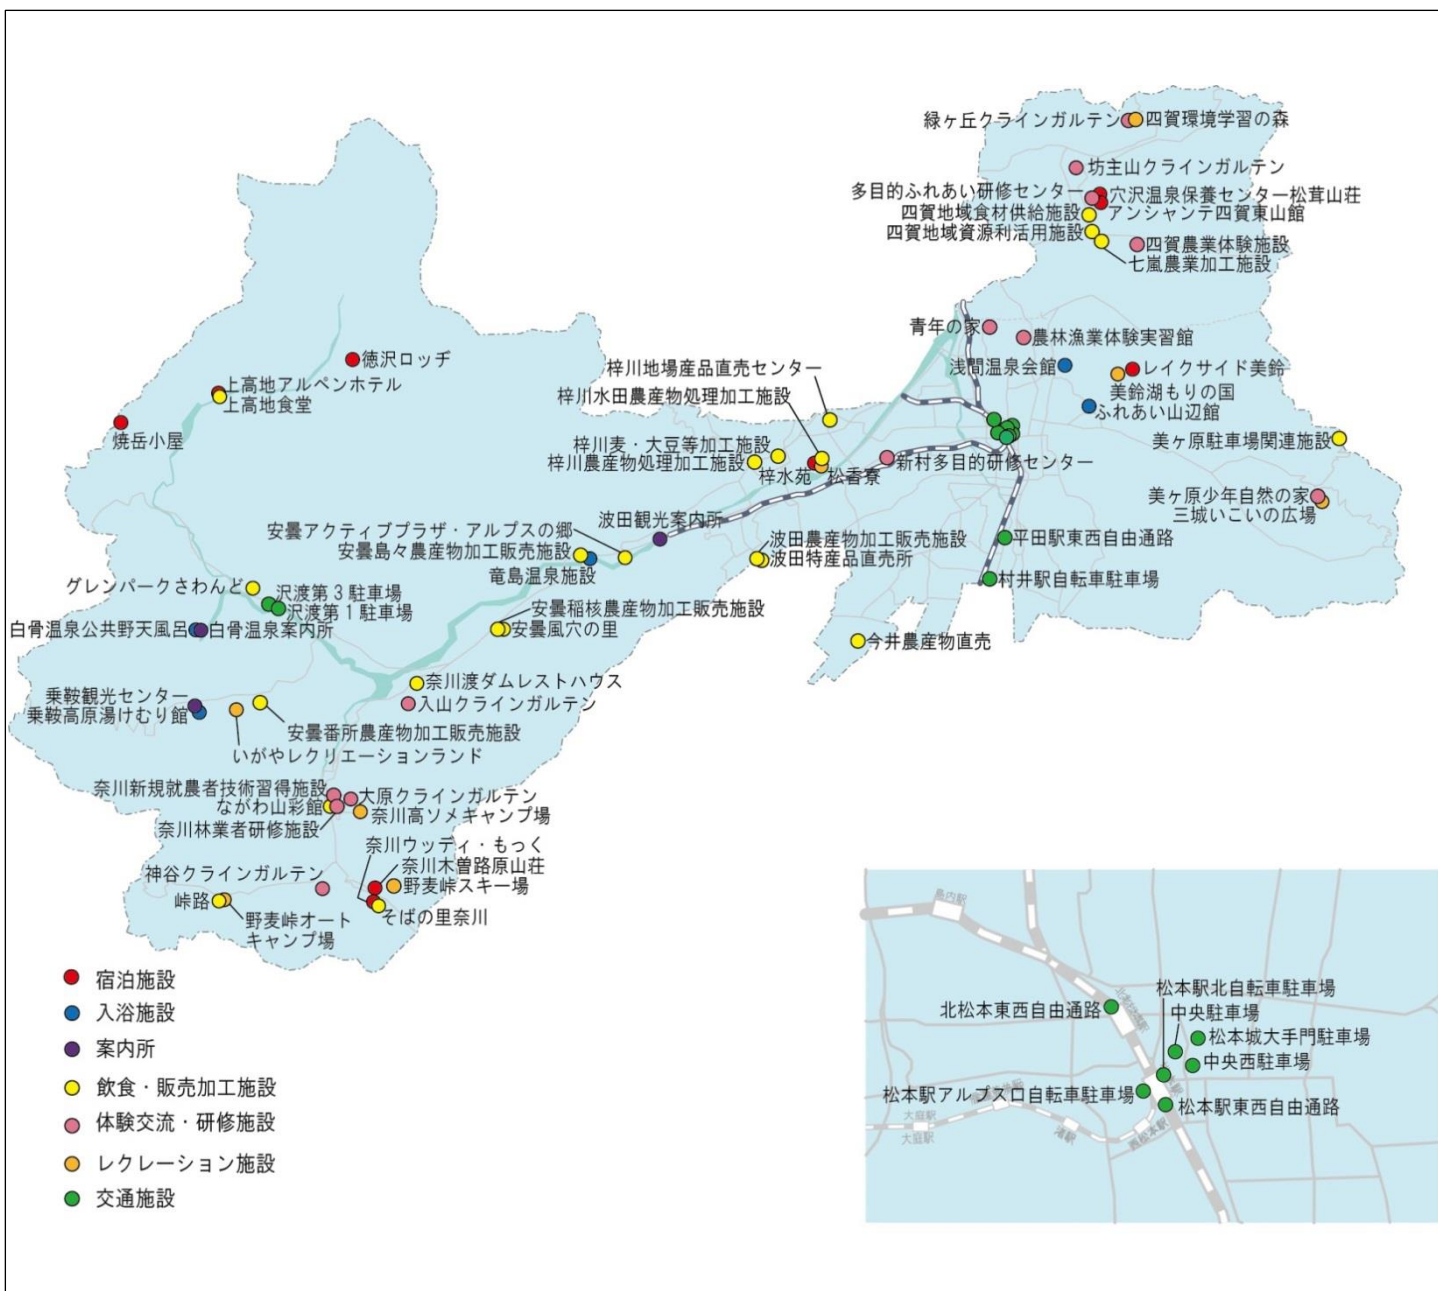 緑ヶ丘クラインガルテン
四賀環境学習の森
坊主山クラインガルテン
多目的ふれあい研修センター
穴沢温泉保養センター松茸山荘
四賀地域食材供給施設
アンシャンテ四賀東山館
四賀地域資源利活用施設
四賀農業体験施設
七嵐農業加工施設
青年の家
農林漁業体験実習館
徳沢ロッヂ
浅間温泉会館
レイクサイド美鈴
梓川地場産品直売センター
上高地アルペンホテル
上高地食堂
梓川水田農産物処理加工施設
美鈴湖もりの国
ふれあい山辺館
焼岳小屋
美ヶ原駐車場関連施設
梓川麦・大豆等加工施設
梓川農産物処理加工施設
梓水苑
松香寮
新村多目的研修センター
美ヶ原少年自然の家
三城いこいの広場
波田観光案内所
安曇アクティブプラザ・アルプスの郷
安曇島々農産物加工販売施設
竜島温泉施設
波田農産物加工販売施設
波田特産品直売所
平田駅東西自由通路
村井駅自転車駐車場
グレンパークさわんど
沢渡第3駐車場
沢渡第1駐車場
白骨温泉公共野天風呂
白骨温泉案内所
安曇稲核農産物加工販売施設
安曇風穴の里
今井農産物直売
奈川渡ダムレストハウス
入山クラインガルテン
乗鞍観光センター
乗鞍高原湯けむり館
安曇番所農産物加工販売施設
いがやレクリエーションランド
奈川新規就農者技術習得施設
大原クラインガルテン
ながわ山彩館
奈川高ソメキャンプ場
奈川林業者研修施設
奈川ウッディ・もっく
奈川木曽路原山荘
神谷クラインガルテン
野麦峠スキー場
峠路
野麦峠オート
キャンプ場
そばの里奈川
宿泊施設
入浴施設
案内所
飲食・販売加工施設
体験交流・研修施設
レクレーション施設
交通施設
島内駅
松本駅北自転車駐車場
北松本東西自由通路
中央駐車場
松本城大手門駐車場
中央西駐車場
松本駅アルプス口自転車駐車場
松本駅東西自由通路
大庭駅
大庭駅
渚駅
西松本駅